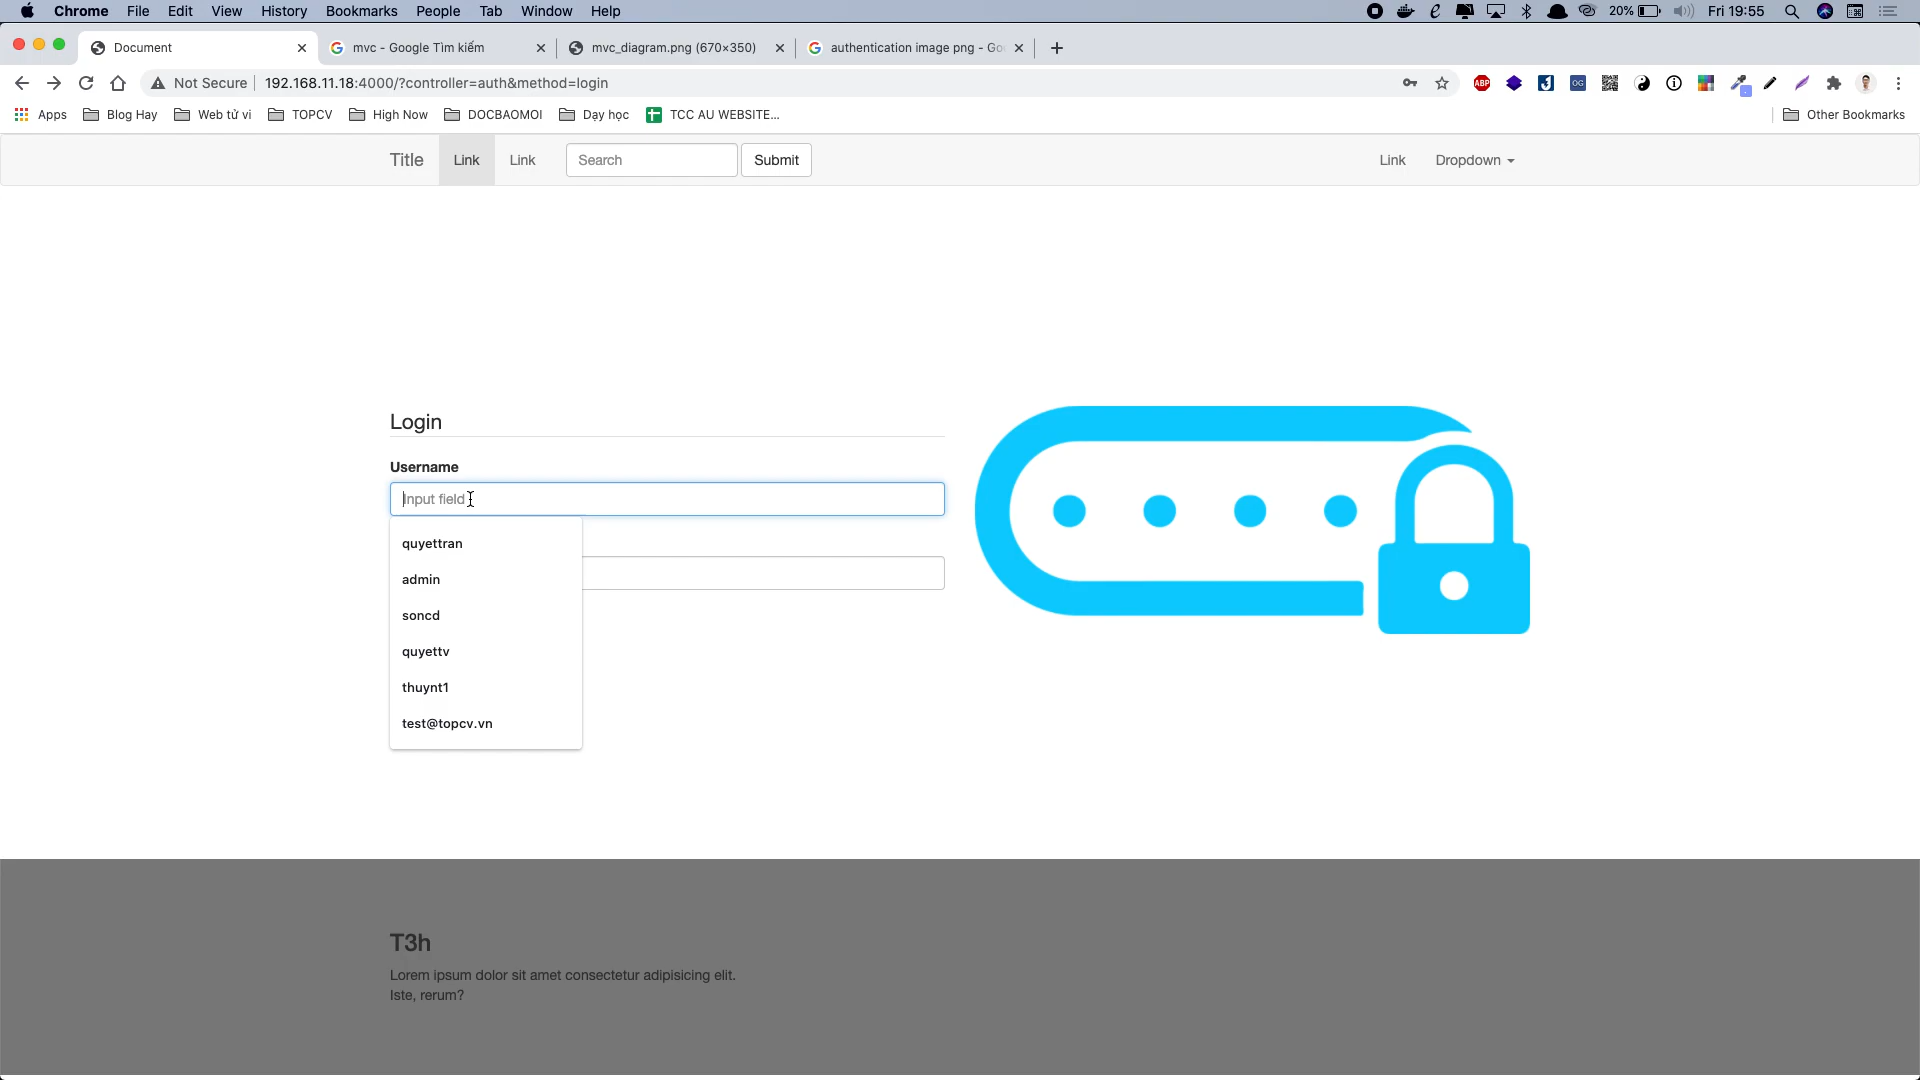 Chrome File Edit View History Bookmarks People Tab Window Help 20% Fri 19:55
Document mvc - Google Tìm kiếm mvc_diagram.png (670×350) authentication image png - Go
Not Secure 192.168.11.18:4000/?controller=auth&method=login
Apps Blog Hay Web tử vi TOPCV High Now DOCBAOMOI Dạy học TCC AU WEBSITE... Other Bookmarks
Title Link Link Search Submit Link Dropdown
Login
Username
Input field
quyettran
admin
soncd
quyettv
thuynt1
test@topcv.vn
T3h
Lorem ipsum dolor sit amet consectetur adipisicing elit.
Iste, rerum?